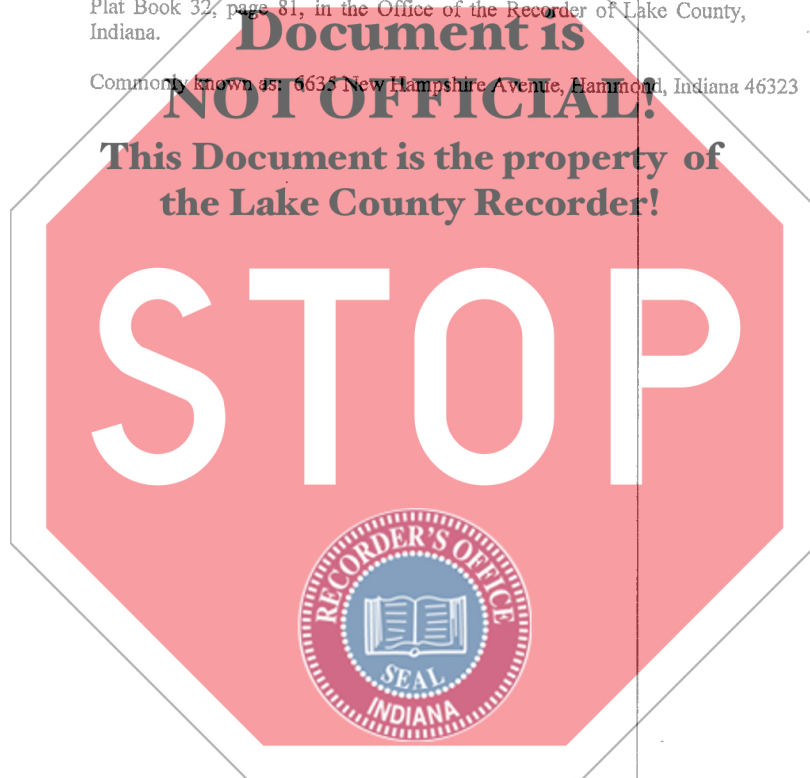 Plat Book 32, page 81, in the Office of the Recorder of Lake County,
Indiana.
Document is
Commonly known as: 6635 New Hampshire Avenue, Hammond, Indiana 46323
NOT OFFICIAL!
This Document is the property of
the Lake County Recorder!
STOP
RECORDER'S OFFICE
SEAL
INDIANA